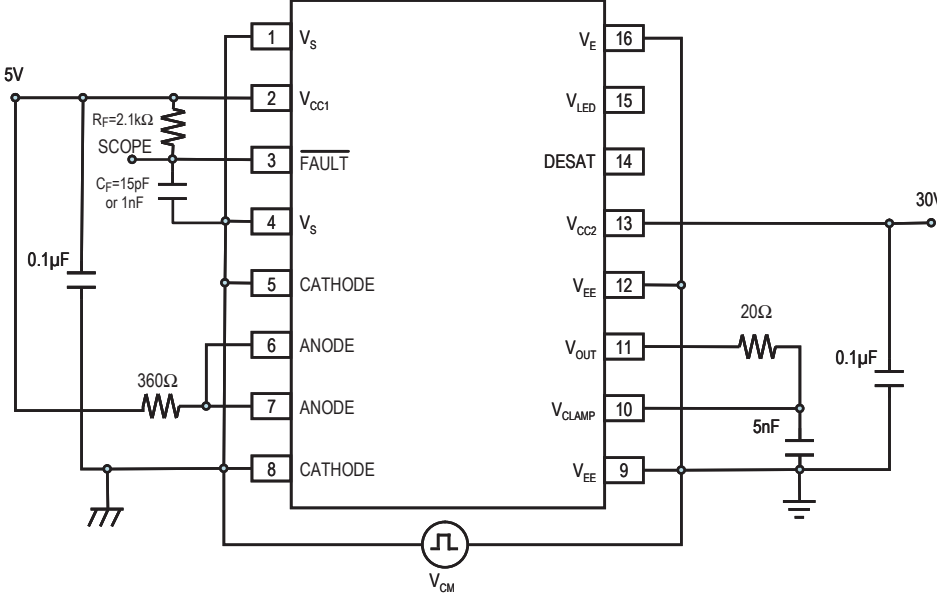 5V
RF=2.1kΩ
SCOPE
CF=15pF
or 1nF
0.1µF
360Ω
1 VS
2 VCC1
3 FAULT
4 VS
5 CATHODE
6 ANODE
7 ANODE
8 CATHODE
VE 16
VLED 15
DESAT 14
VCC2 13
VEE 12
VOUT 11
VCLAMP 10
VEE 9
30V
20Ω
0.1µF
5nF
VCM